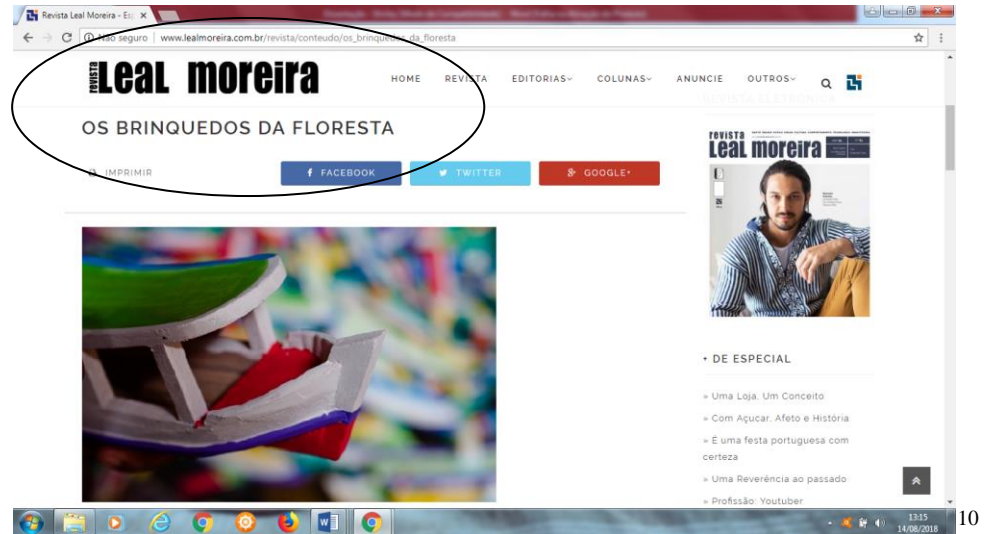 Revista Leal Moreira - Es
Não seguro | www.lealmoreira.com.br/revista/conteudo/os_brinquedos_da_floresta
revista Leal moreira
HOME REVISTA EDITORIAS COLUNAS ANUNCIE OUTROS
OS BRINQUEDOS DA FLORESTA
IMPRIMIR
FACEBOOK
TWITTER
GOOGLE+
revista
Leal moreira
• DE ESPECIAL
» Uma Loja, Um Conceito
» Com Açucar, Afeto e História
» É uma festa portuguesa com
certeza
» Uma Reverência ao passado
» Profissão: Youtuber
13:15
14/08/2018
10